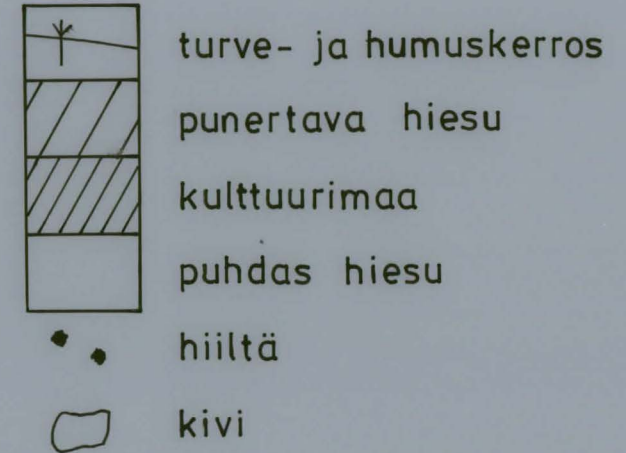 turve- ja humuskerros
punertava hiesu
kulttuurimaa
puhdas hiesu
hiiltä
kivi